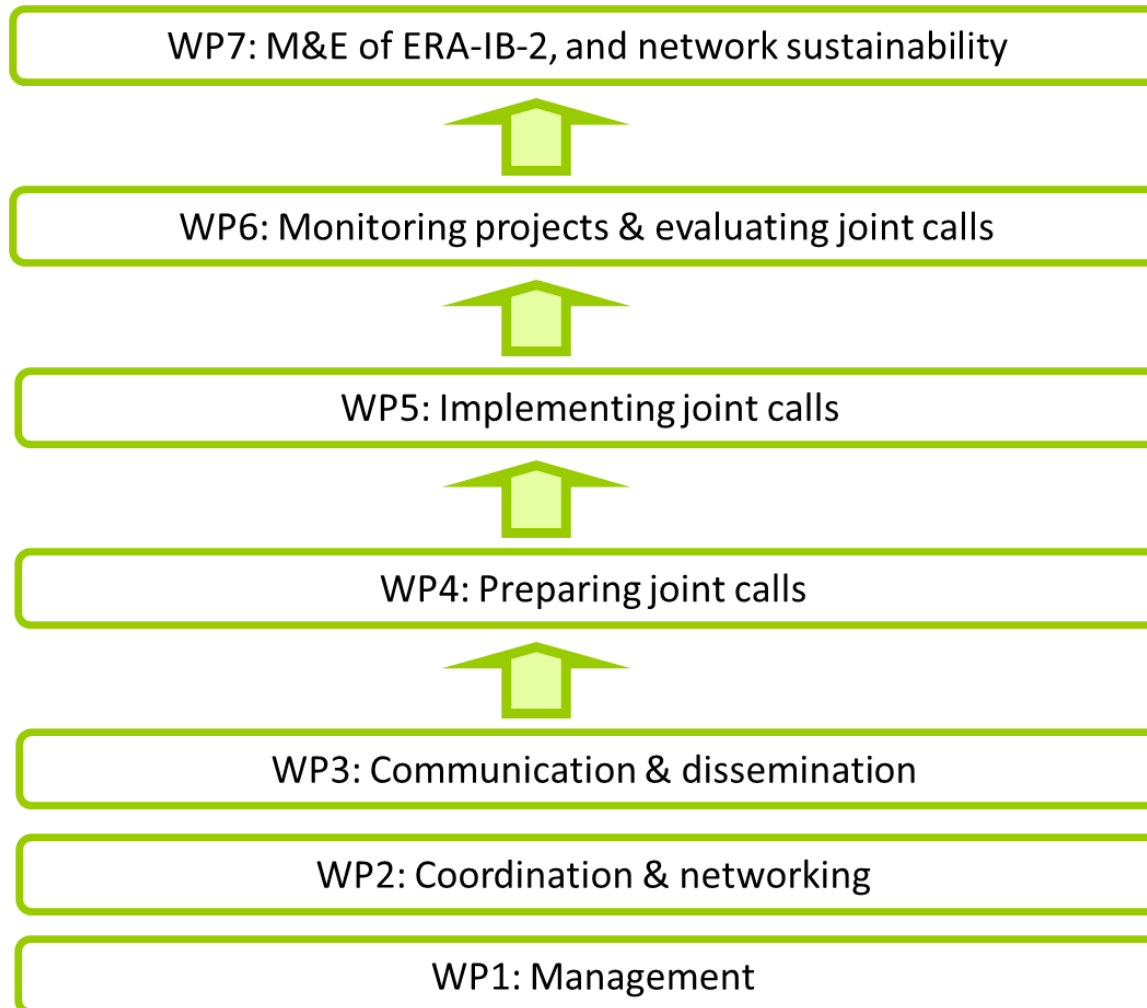 WP7: M&E of ERA-IB-2, and network sustainability
WP6: Monitoring projects & evaluating joint calls
WP5: Implementing joint calls
WP4: Preparing joint calls
WP3: Communication & dissemination
WP2: Coordination & networking
WP1: Management